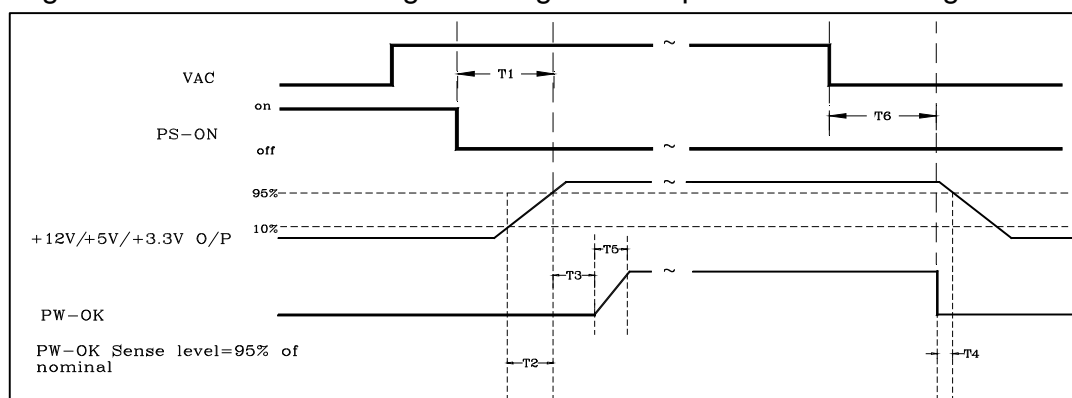 VAC
T1
T6
on
PS-ON
off
95%
10%
+12V/+5V/+3.3V O/P
T5
T3
PW-OK
PW-OK Sense level=95% of
nominal
T2
T4